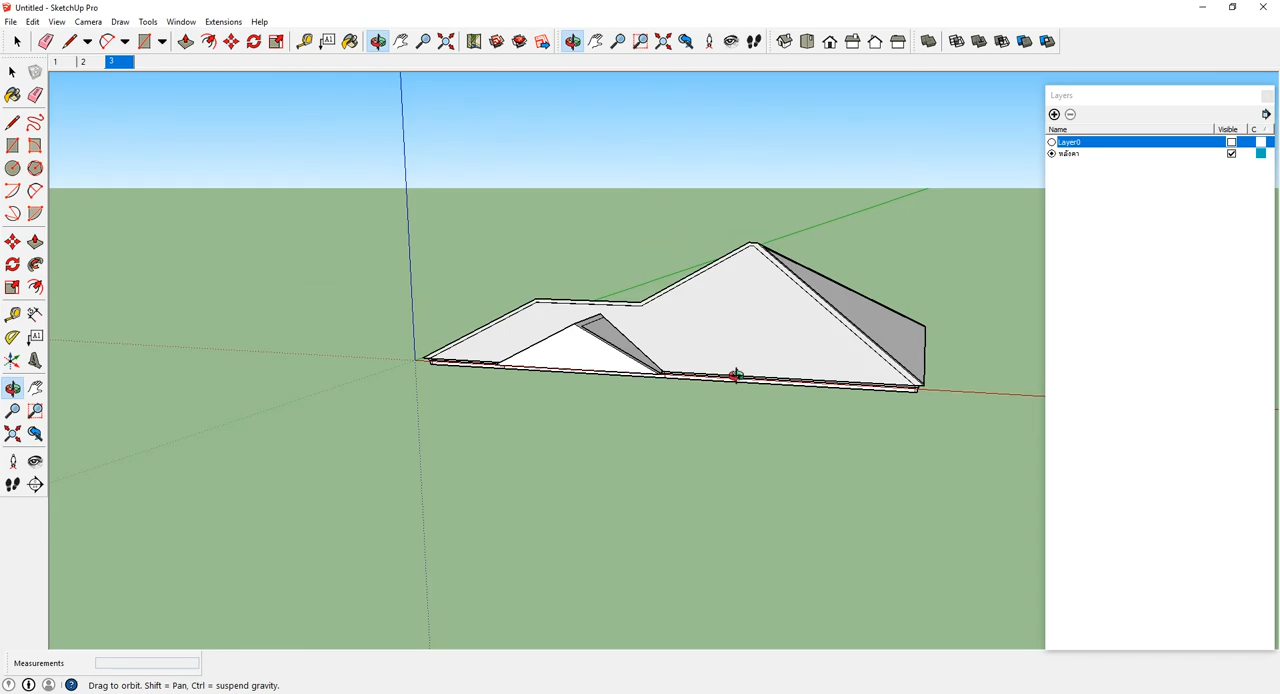 Untitled - SketchUp Pro
File Edit View Camera Draw Tools Window Extensions Help
1 2 3
Layers
Name Visible C
Layer0
หลังคา
Measurements
Drag to orbit. Shift = Pan, Ctrl = suspend gravity.